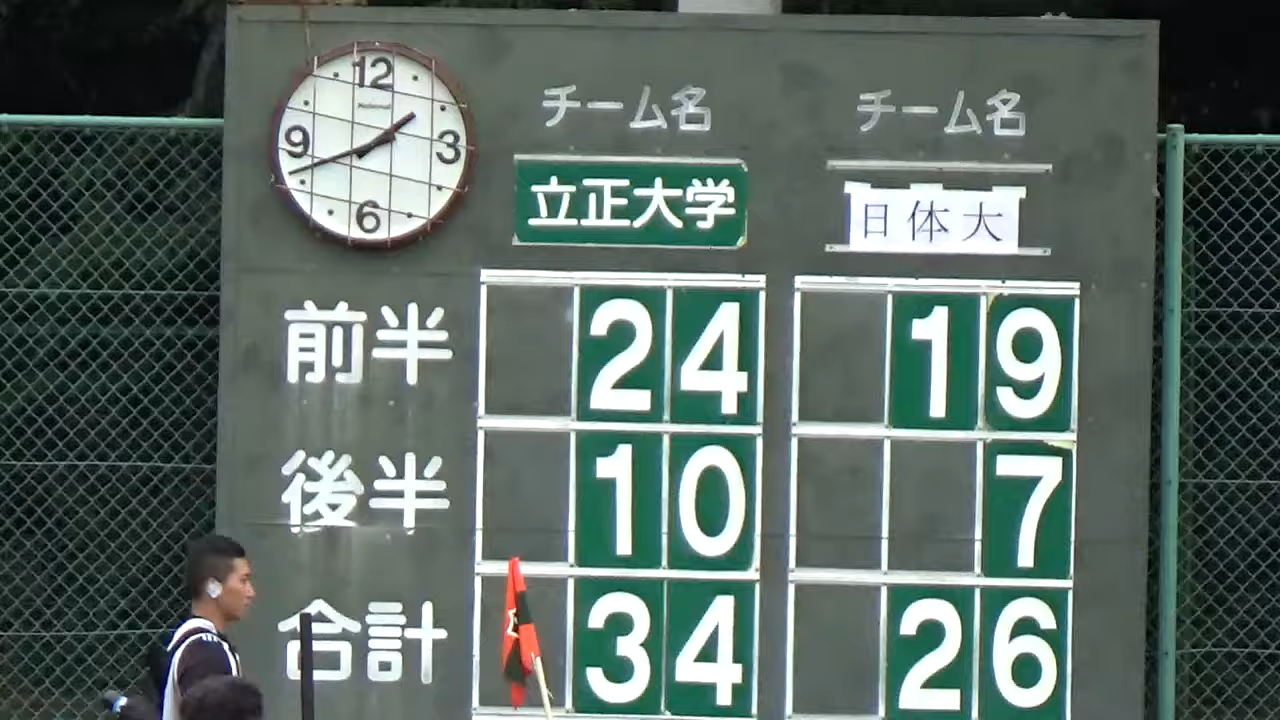 12
9 3
6
チーム名 チーム名
立正大学 日体大
前半 24 19
後半 10 7
合計 34 26